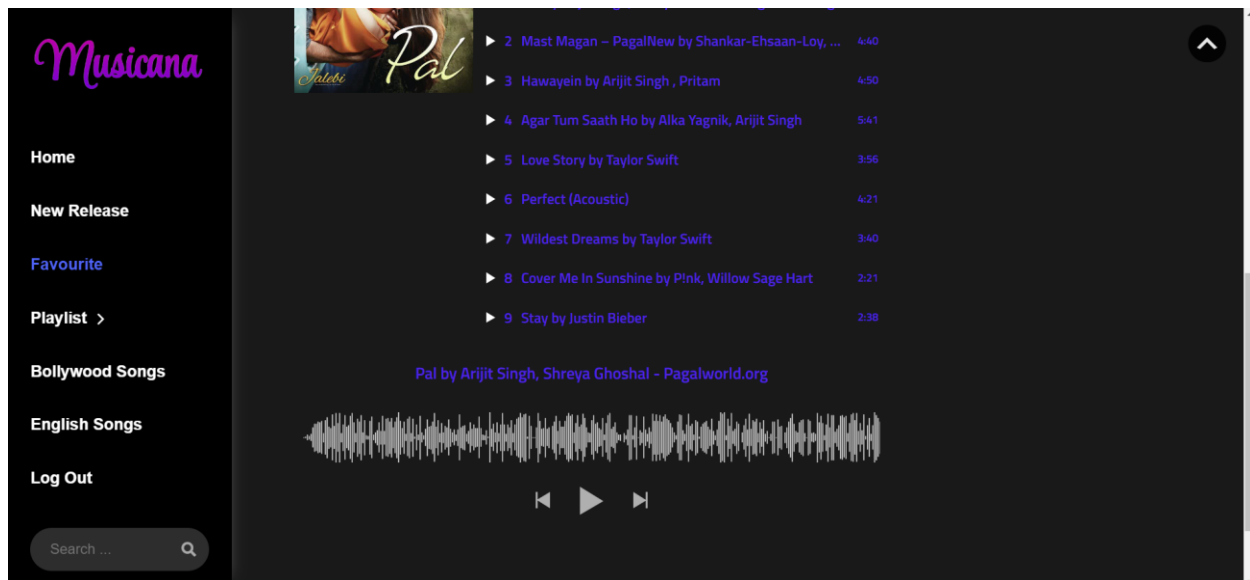 Musicana
Home
New Release
Favourite
Playlist >
Bollywood Songs
English Songs
Log Out
Search ...
Jalebi
Pal
2 Mast Magan – PagalNew by Shankar-Ehsaan-Loy, ... 4:40
3 Hawayein by Arijit Singh , Pritam 4:50
4 Agar Tum Saath Ho by Alka Yagnik, Arijit Singh 5:41
5 Love Story by Taylor Swift 3:56
6 Perfect (Acoustic) 4:21
7 Wildest Dreams by Taylor Swift 3:40
8 Cover Me In Sunshine by P!nk, Willow Sage Hart 2:21
9 Stay by Justin Bieber 2:38
Pal by Arijit Singh, Shreya Ghoshal - Pagalworld.org